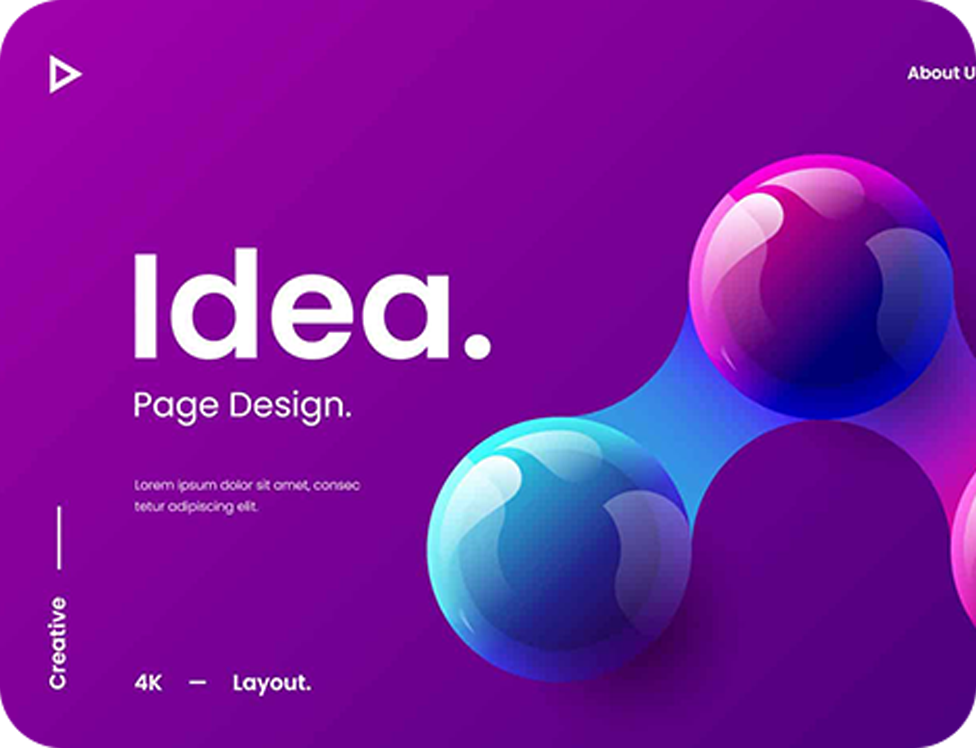 About U
Idea.
Page Design.
Lorem ipsum dolor sit amet, consec
tetur adipiscing elit.
Creative
4K — Layout.